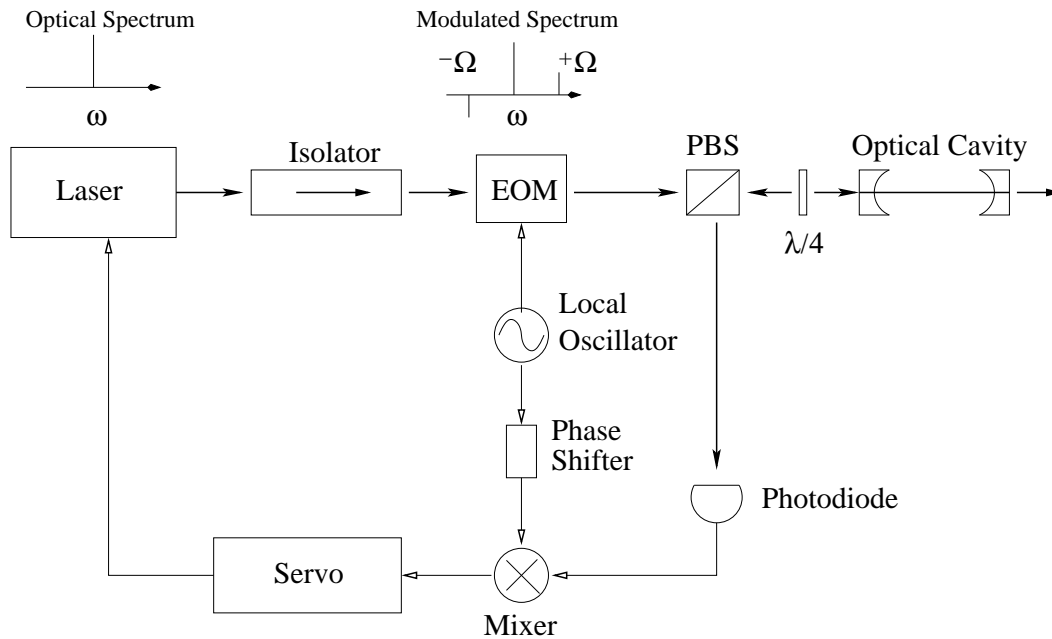 Optical Spectrum
ω
Modulated Spectrum
−Ω
+Ω
ω
Laser
Isolator
EOM
PBS
λ/4
Optical Cavity
Local
Oscillator
Phase
Shifter
Photodiode
Servo
Mixer